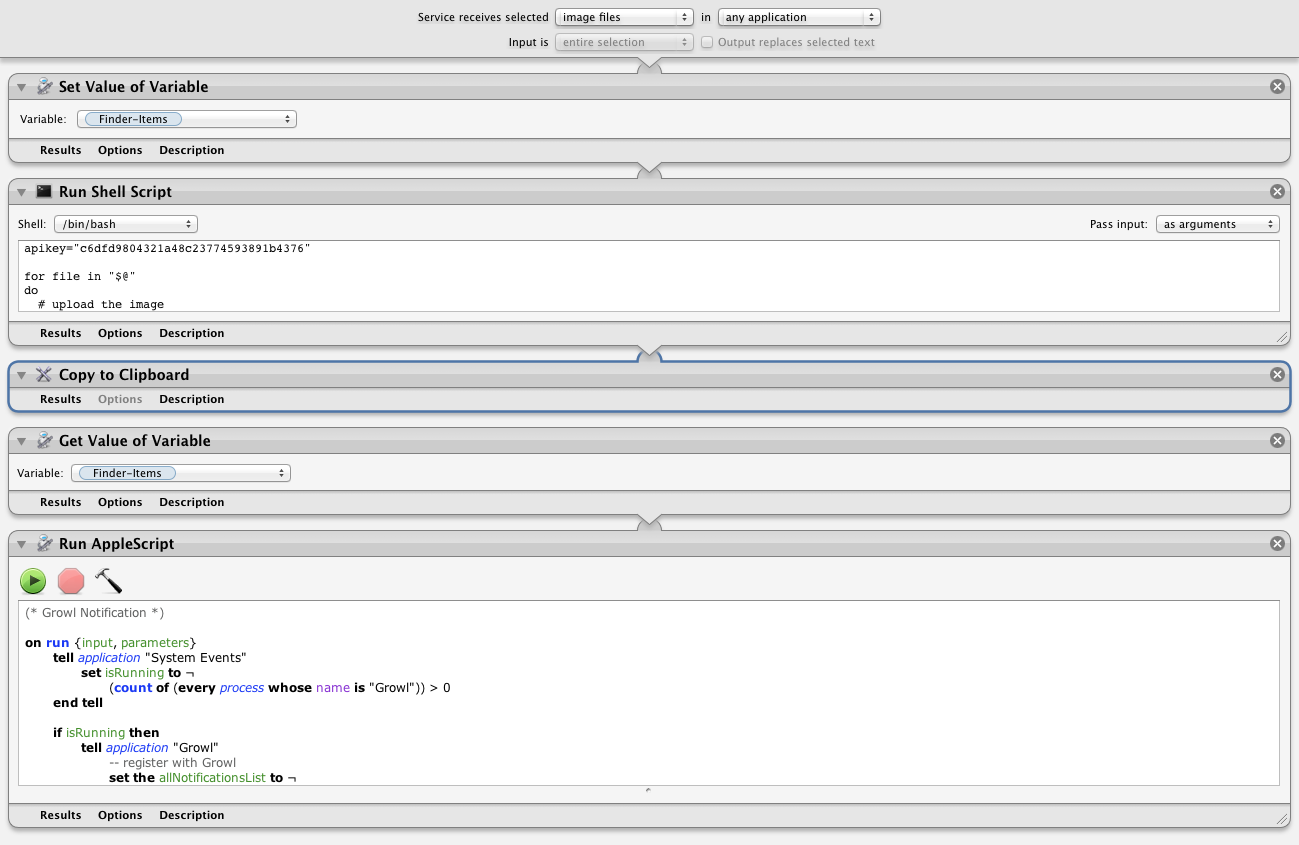 Service receives selected image files in any application
Input is entire selection Output replaces selected text
Set Value of Variable
Variable: Finder-Items
Results Options Description
Run Shell Script
Shell: /bin/bash Pass input: as arguments
apikey="c6dfd9804321a48c23774593891b4376"
for file in "$@"
do
# upload the image
Results Options Description
Copy to Clipboard
Results Options Description
Get Value of Variable
Variable: Finder-Items
Results Options Description
Run AppleScript
(* Growl Notification *)
on run {input, parameters}
tell application "System Events"
set isRunning to ¬
(count of (every process whose name is "Growl")) > 0
end tell
if isRunning then
tell application "Growl"
-- register with Growl
set the allNotificationsList to ¬
Results Options Description